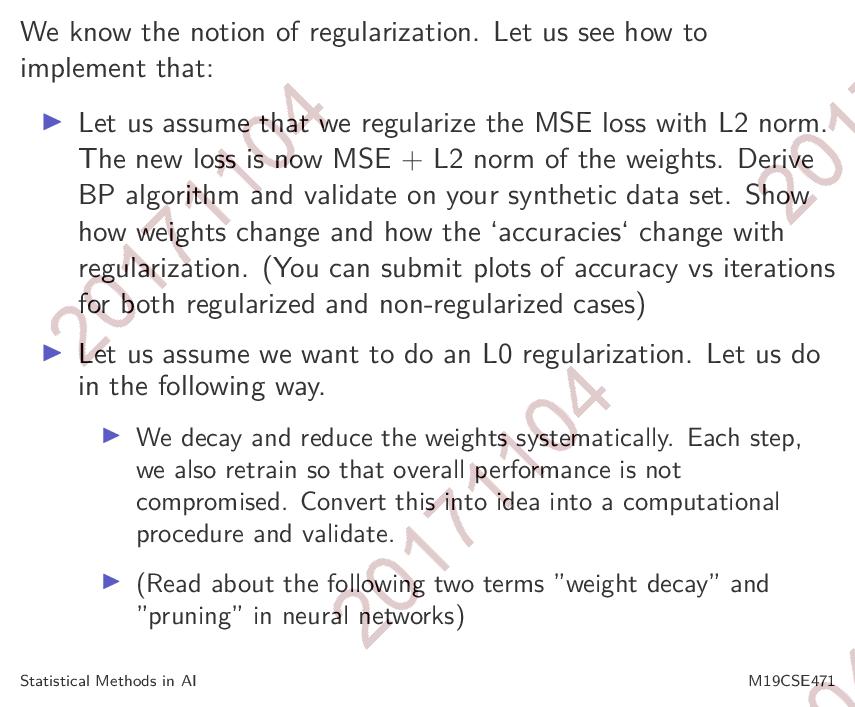 We know the notion of regularization. Let us see how to
implement that:
Let us assume that we regularize the MSE loss with L2 norm.
The new loss is now MSE + L2 norm of the weights. Derive
BP algorithm and validate on your synthetic data set. Show
how weights change and how the ‘accuracies‘ change with
regularization. (You can submit plots of accuracy vs iterations
for both regularized and non-regularized cases)
Let us assume we want to do an L0 regularization. Let us do
in the following way.
We decay and reduce the weights systematically. Each step,
we also retrain so that overall performance is not
compromised. Convert this into idea into a computational
procedure and validate.
(Read about the following two terms ”weight decay” and
”pruning” in neural networks)
Statistical Methods in AI
M19CSE471
20171104
20171104